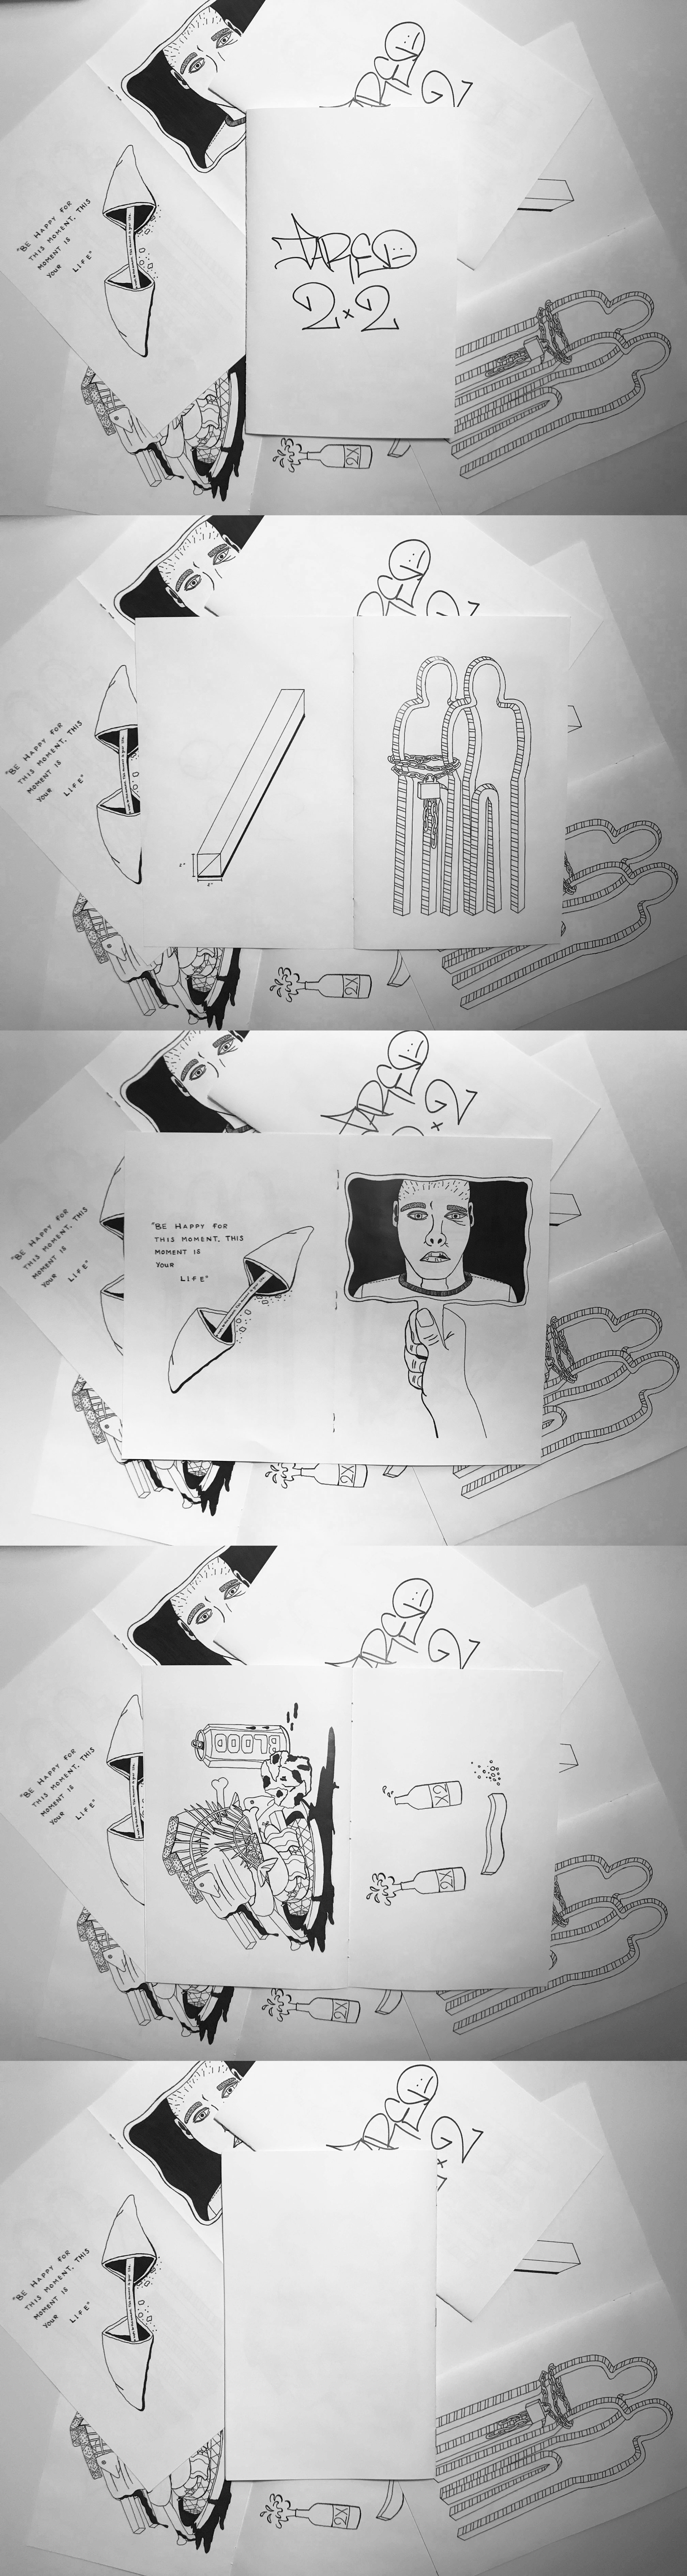 JARED
2x2
"BE HAPPY FOR
THIS MOMENT, THIS
MOMENT IS
YOUR LIFE"
2X
4"
4"
"BE HAPPY FOR
THIS MOMENT, THIS
MOMENT IS
YOUR LIFE"
2X
"BE HAPPY FOR
THIS MOMENT, THIS
MOMENT IS
YOUR LIFE"
"BE HAPPY FOR
THIS MOMENT, THIS
MOMENT IS
YOUR
LIFE"
2X
BLOOD
2X
2X
"BE HAPPY FOR
THIS MOMENT, THIS
MOMENT IS
YOUR LIFE"
2X
"BE HAPPY FOR
THIS MOMENT, THIS
MOMENT IS
YOUR LIFE"
2X